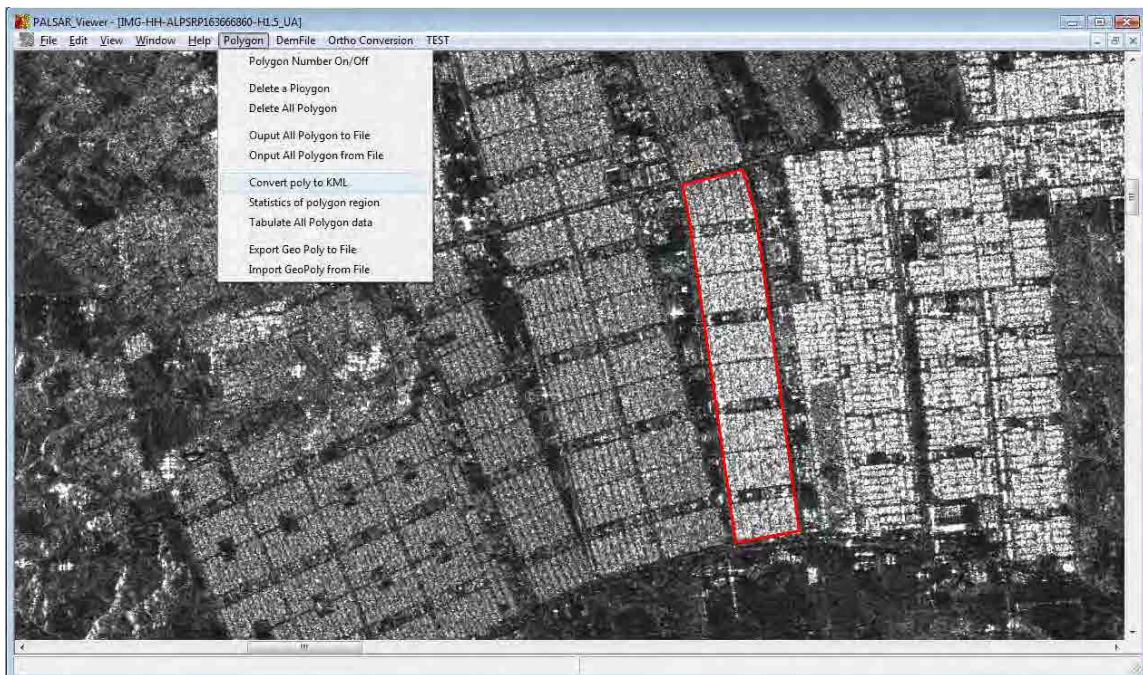 PALSAR_Viewer - [IMG-HH-ALPSRP163666860-H1.5_UA]
File Edit View Window Help Polygon DemFile Ortho Conversion TEST
Polygon Number On/Off
Delete a Ploygon
Delete All Polygon
Ouput All Polygon to File
Onput All Polygon from File
Convert poly to KML
Statistics of polygon region
Tabulate All Polygon data
Export Geo Poly to File
Import GeoPoly from File